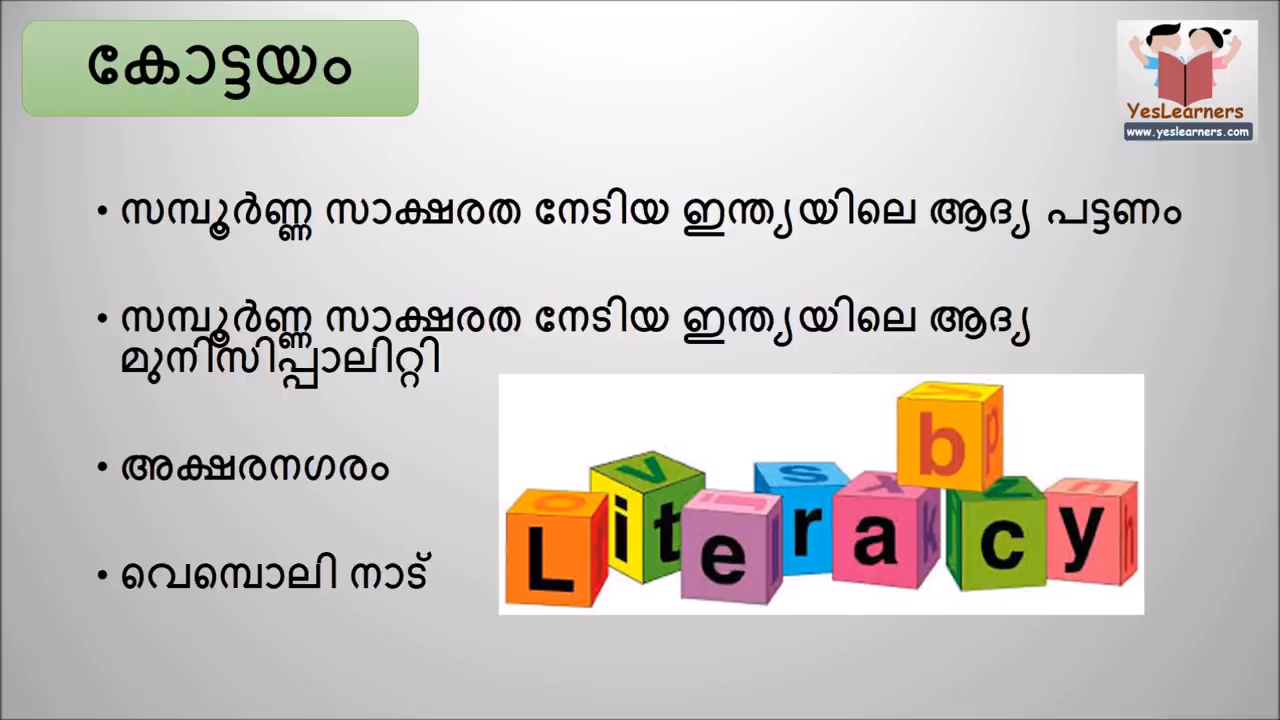 കോട്ടയം
YesLearners
www.yeslearners.com
• സമ്പൂർണ്ണ സാക്ഷരത നേടിയ ഇന്ത്യയിലെ ആദ്യ പട്ടണം
• സമ്പൂർണ്ണ സാക്ഷരത നേടിയ ഇന്ത്യയിലെ ആദ്യ
മുനിസിപ്പാലിറ്റി
• അക്ഷരനഗരം
• വെമ്പൊലി നാട്
b
Literacy